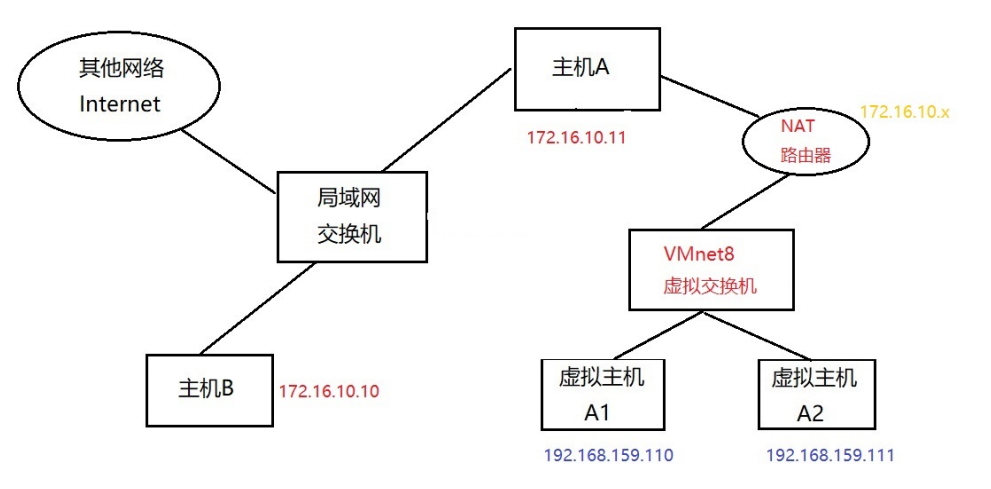 其他网络
Internet
主机A
172.16.10.11
172.16.10.x
NAT
路由器
局域网
交换机
VMnet8
虚拟交换机
主机B
172.16.10.10
虚拟主机
A1
192.168.159.110
虚拟主机
A2
192.168.159.111